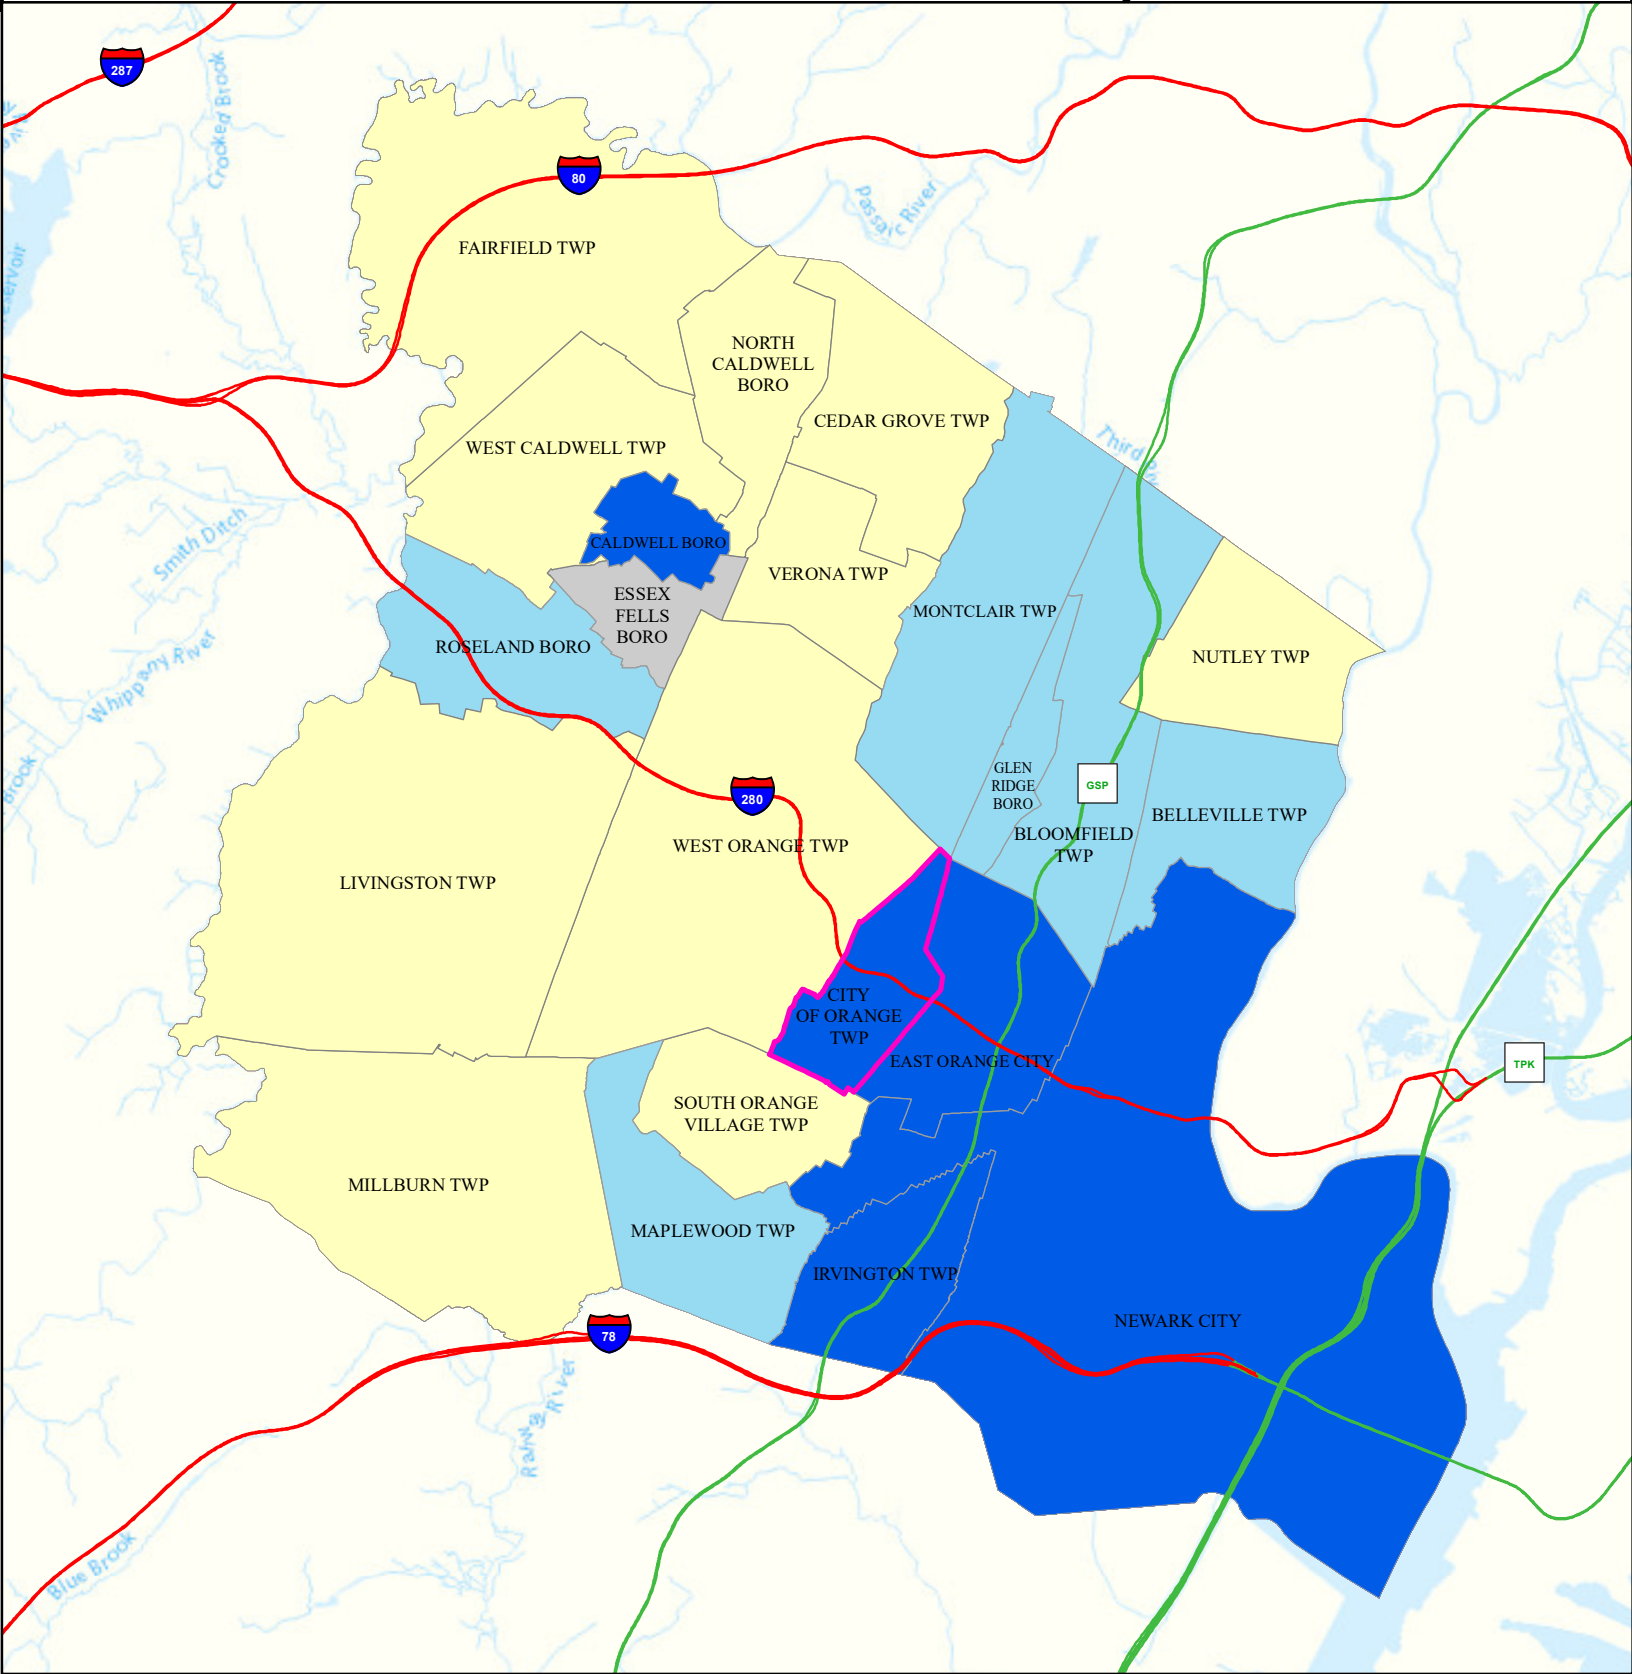 287
Crooked Brook
80
Passaic River
FAIRFIELD TWP
NORTH
CALDWELL
BORO
CEDAR GROVE TWP
WEST CALDWELL TWP
Third
Smith Ditch
CALDWELL BORO
VERONA TWP
ESSEX
FELLS
BORO
MONTCLAIR TWP
ROSELAND BORO
NUTLEY TWP
Whippany River
Brook
GLEN
RIDGE
BORO
GSP
280
BELLEVILLE TWP
BLOOMFIELD
TWP
WEST ORANGE TWP
LIVINGSTON TWP
CITY
OF ORANGE
TWP
EAST ORANGE CITY
TPK
SOUTH ORANGE
VILLAGE TWP
MILLBURN TWP
MAPLEWOOD TWP
IRVINGTON TWP
NEWARK CITY
78
River
Blue Brook